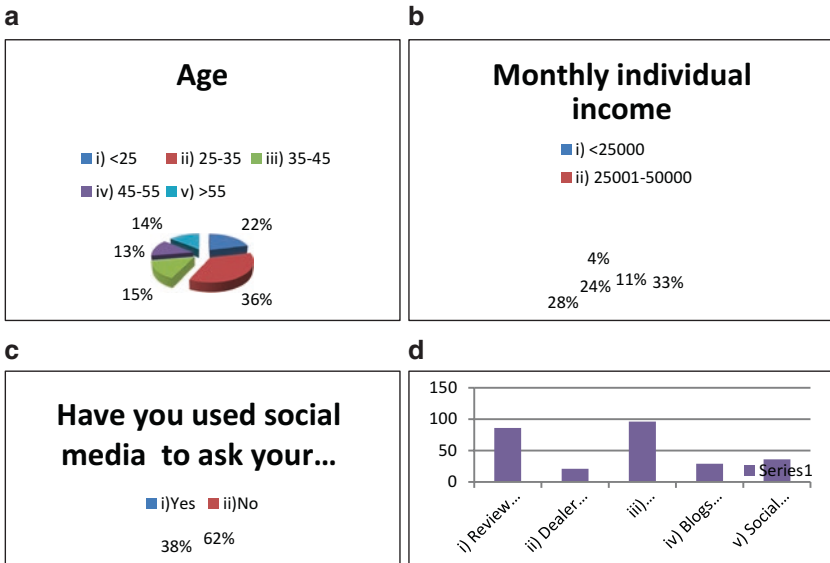 a
Age
i) <25 ii) 25-35 iii) 35-45
iv) 45-55 v) >55
14% 22%
13%
15% 36%
b
Monthly individual
income
i) <25000
ii) 25001-50000
4%
24% 11% 33%
28%
c
Have you used social
media to ask your...
i)Yes ii)No
38% 62%
d
150
100
50
0
Series1
i) Review...
ii) Dealer...
iii)...
iv) Blogs...
v) Social...